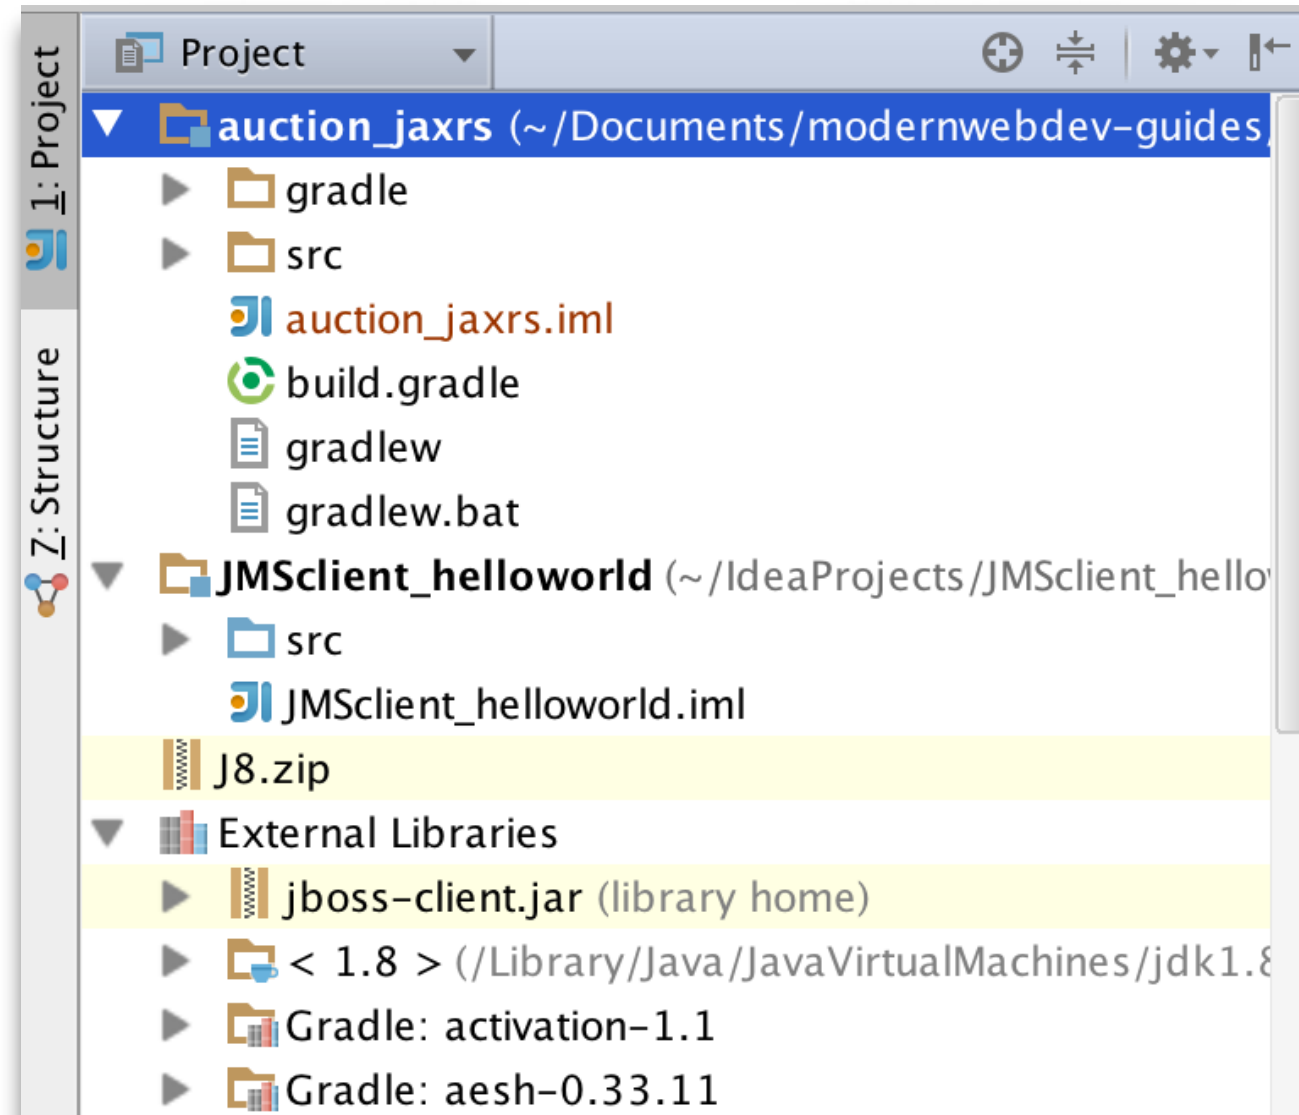 1: Project
7: Structure
Project
auction_jaxrs (~/Documents/modernwebdev-guides/
gradle
src
auction_jaxrs.iml
build.gradle
gradlew
gradlew.bat
JMSclient_helloworld (~/IdeaProjects/JMSclient_hello
src
JMSclient_helloworld.iml
J8.zip
External Libraries
jboss-client.jar (library home)
< 1.8 > (/Library/Java/JavaVirtualMachines/jdk1.8
Gradle: activation-1.1
Gradle: aesh-0.33.11